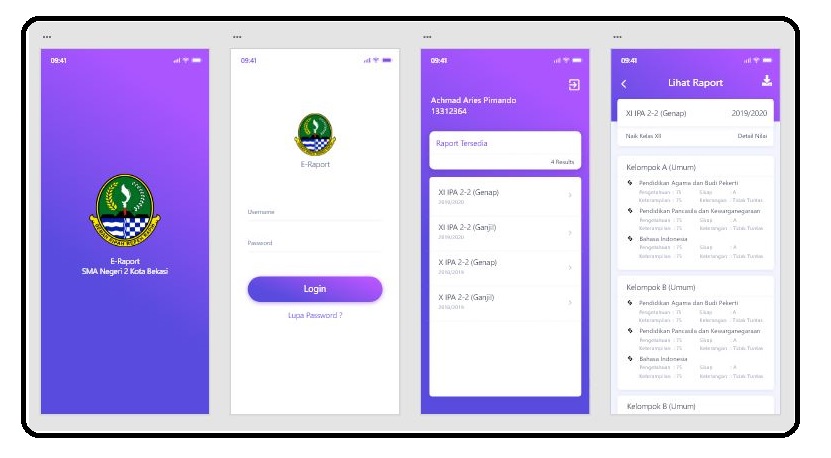 09:41
E-Raport
SMA Negeri 2 Kota Bekasi
09:41
E-Raport
Username
Password
Login
Lupa Password ?
09:41
Achmad Aries Pimando
13312364
Raport Tersedia
4 Results
XI IPA 2-2 (Genap)
2019/2020
XI IPA 2-2 (Ganjil)
2019/2020
X IPA 2-2 (Genap)
2018/2019
X IPA 2-2 (Ganjil)
2018/2019
09:41
Lihat Raport
XI IPA 2-2 (Genap) 2019/2020
Naik Kelas XII Detail Nilai
Kelompok A (Umum)
Pendidikan Agama dan Budi Pekerti
Pengetahuan : 75 Sikap : A
Keterampilan : 75 Keterangan : Tidak Tuntas
Pendidikan Pancasila dan Kewarganegaraan
Pengetahuan : 75 Sikap : A
Keterampilan : 75 Keterangan : Tidak Tuntas
Bahasa Indonesia
Pengetahuan : 75 Sikap : A
Keterampilan : 75 Keterangan : Tidak Tuntas
Kelompok B (Umum)
Pendidikan Agama dan Budi Pekerti
Pengetahuan : 75 Sikap : A
Keterampilan : 75 Keterangan : Tidak Tuntas
Pendidikan Pancasila dan Kewarganegaraan
Pengetahuan : 75 Sikap : A
Keterampilan : 75 Keterangan : Tidak Tuntas
Bahasa Indonesia
Pengetahuan : 75 Sikap : A
Keterampilan : 75 Keterangan : Tidak Tuntas
Kelompok B (Umum)